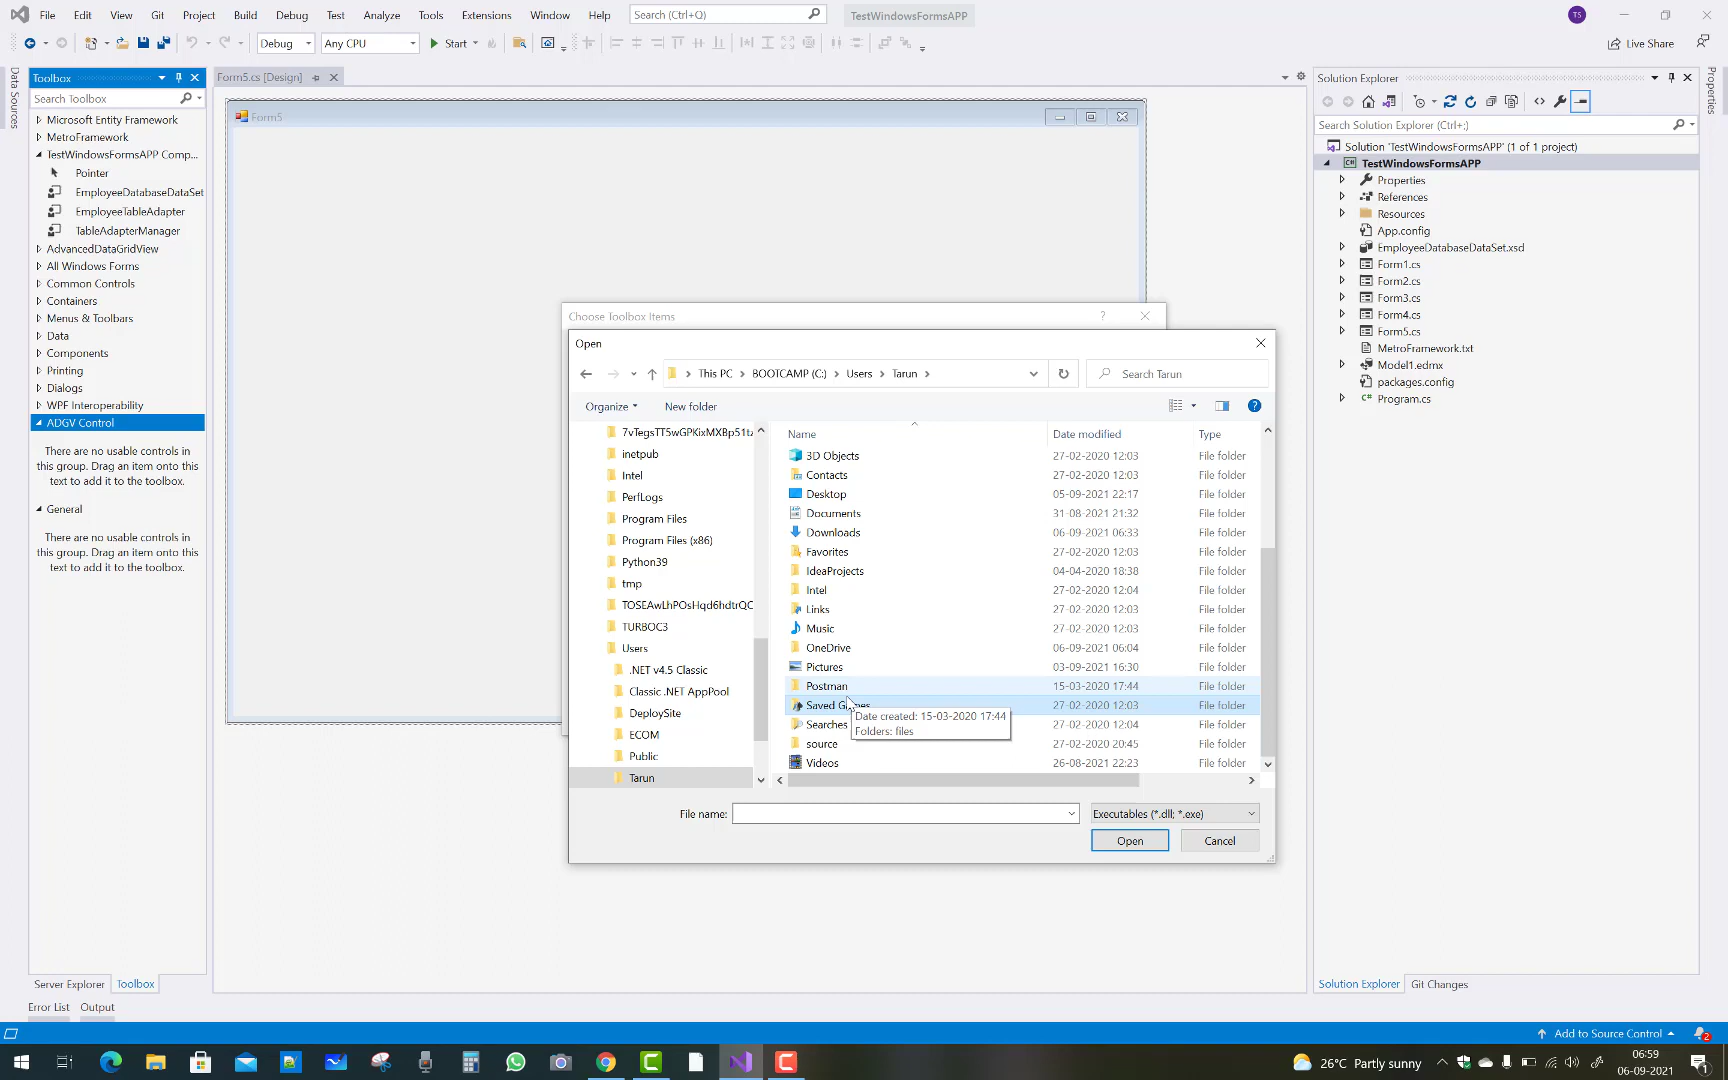 File Edit View Git Project Build Debug Test Analyze Tools Extensions Window Help Search (Ctrl+Q) TestWindowsFormsAPP TS
Debug Any CPU Start Live Share
Data Sources
Toolbox
Search Toolbox
Microsoft Entity Framework
MetroFramework
TestWindowsFormsAPP Comp...
Pointer
EmployeeDatabaseDataSet
EmployeeTableAdapter
TableAdapterManager
AdvancedDataGridView
All Windows Forms
Common Controls
Containers
Menus & Toolbars
Data
Components
Printing
Dialogs
WPF Interoperability
ADGV Control
There are no usable controls in
this group. Drag an item onto this
text to add it to the toolbox.
General
There are no usable controls in
this group. Drag an item onto this
text to add it to the toolbox.
Server Explorer Toolbox
Error List Output
Form5.cs [Design]
Form5
Choose Toolbox Items ?
Open
This PC BOOTCAMP (C:) Users Tarun Search Tarun
Organize New folder
7vTegsTT5wGPKixMXBp51tz
inetpub
Intel
PerfLogs
Program Files
Program Files (x86)
Python39
tmp
TOSEAwLhPOsHqd6hdtrQC
TURBOC3
Users
.NET v4.5 Classic
Classic .NET AppPool
DeploySite
ECOM
Public
Tarun
Name Date modified Type
3D Objects 27-02-2020 12:03 File folder
Contacts 27-02-2020 12:03 File folder
Desktop 05-09-2021 22:17 File folder
Documents 31-08-2021 21:32 File folder
Downloads 06-09-2021 06:33 File folder
Favorites 27-02-2020 12:03 File folder
IdeaProjects 04-04-2020 18:38 File folder
Intel 27-02-2020 12:04 File folder
Links 27-02-2020 12:03 File folder
Music 27-02-2020 12:03 File folder
OneDrive 06-09-2021 06:04 File folder
Pictures 03-09-2021 16:30 File folder
Postman 15-03-2020 17:44 File folder
Saved Games 27-02-2020 12:03 File folder
Searches 27-02-2020 12:04 File folder
source 27-02-2020 20:45 File folder
Videos 26-08-2021 22:23 File folder
Date created: 15-03-2020 17:44
Folders: files
File name: Executables (*.dll; *.exe)
Open Cancel
Solution Explorer
Search Solution Explorer (Ctrl+;)
Solution 'TestWindowsFormsAPP' (1 of 1 project)
TestWindowsFormsAPP
Properties
References
Resources
App.config
EmployeeDatabaseDataSet.xsd
Form1.cs
Form2.cs
Form3.cs
Form4.cs
Form5.cs
MetroFramework.txt
Model1.edmx
packages.config
Program.cs
Solution Explorer Git Changes
Properties
Add to Source Control 2
26°C Partly sunny 06:59
06-09-2021 1